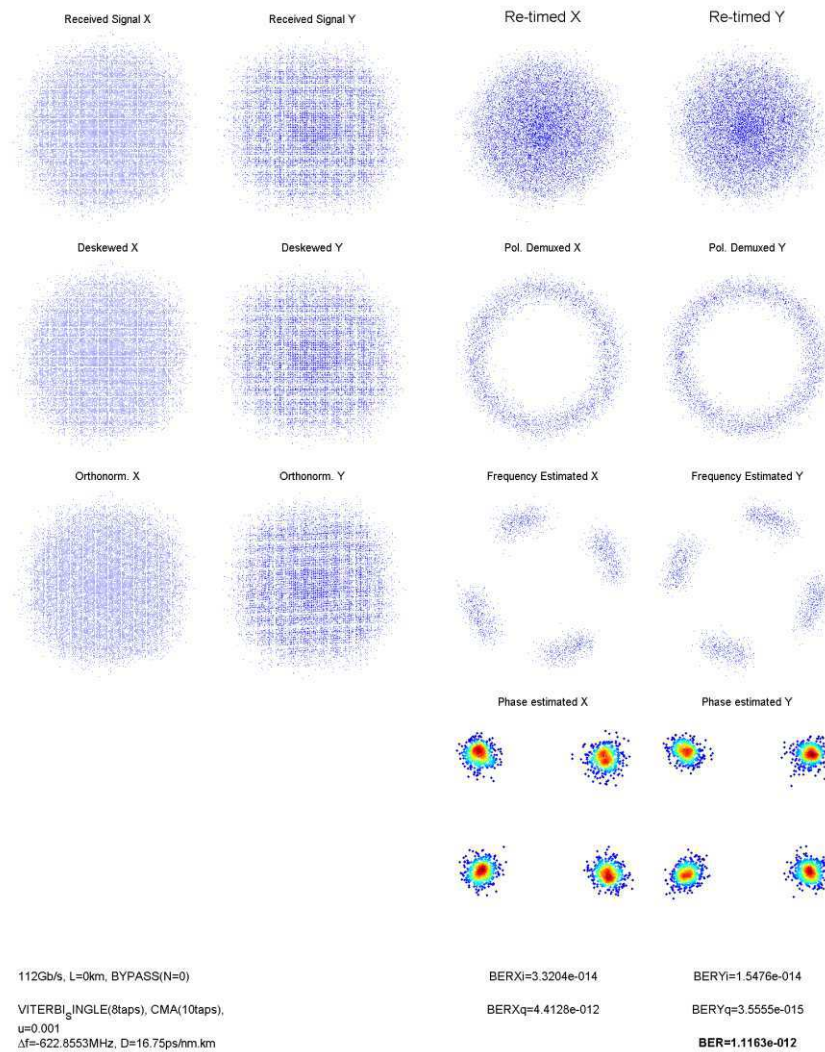 Received Signal X Received Signal Y Re-timed X Re-timed Y
Deskewed X Deskewed Y Pol. Demuxed X Pol. Demuxed Y
Orthonorm. X Orthonorm. Y Frequency Estimated X Frequency Estimated Y
Phase estimated X Phase estimated Y
112Gb/s, L=0km, BYPASS(N=0) BERXi=3.3204e-014 BERYi=1.5476e-014
VITERBI_SINGLE(8taps), CMA(10taps), BERXq=4.4128e-012 BERYq=3.5555e-015
u=0.001
Δf=-622.8553MHz, D=16.75ps/nm.km BER=1.1163e-012